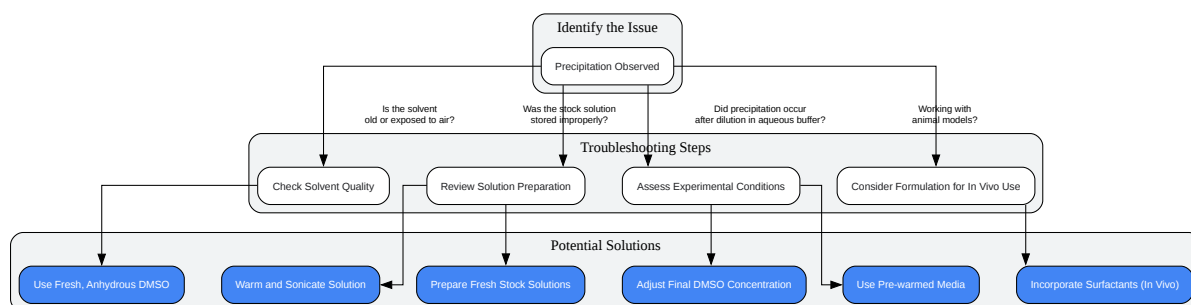 Identify the Issue
Precipitation Observed
Is the solvent
old or exposed to air?
Was the stock solution
stored improperly?
Did precipitation occur
after dilution in aqueous buffer?
Working with
animal models?
Troubleshooting Steps
Check Solvent Quality
Review Solution Preparation
Assess Experimental Conditions
Consider Formulation for In Vivo Use
Potential Solutions
Use Fresh, Anhydrous DMSO
Warm and Sonicate Solution
Prepare Fresh Stock Solutions
Adjust Final DMSO Concentration
Use Pre-warmed Media
Incorporate Surfactants (In Vivo)